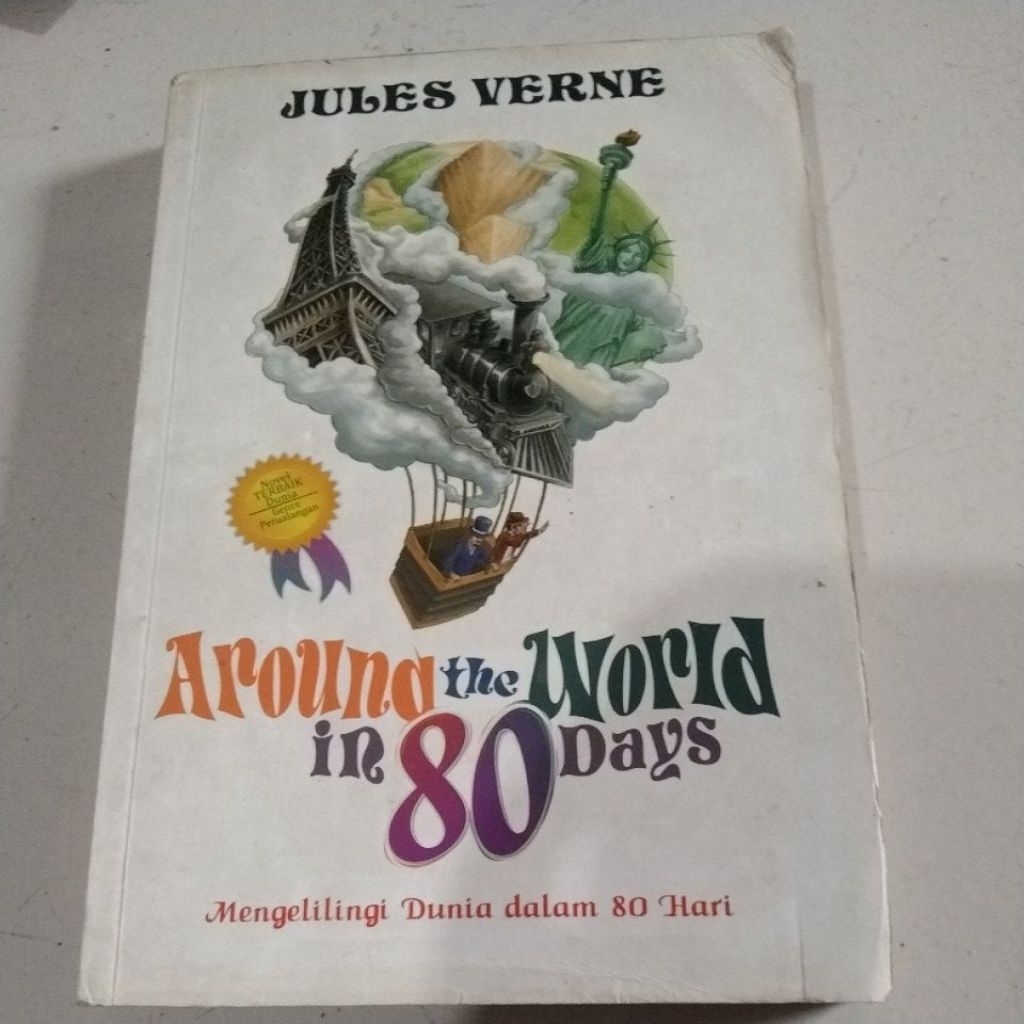 JULES VERNE
Novel
TERBAIK
Dunia
Genre
Petualangan
Around the World
in 80 Days
Mengelilingi Dunia dalam 80 Hari